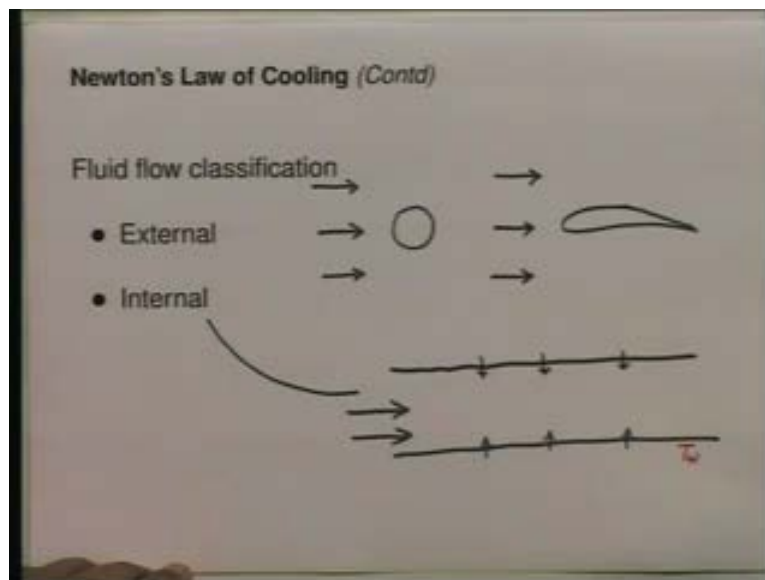 Newton's Law of Cooling (Contd)
Fluid flow classification
• External
• Internal